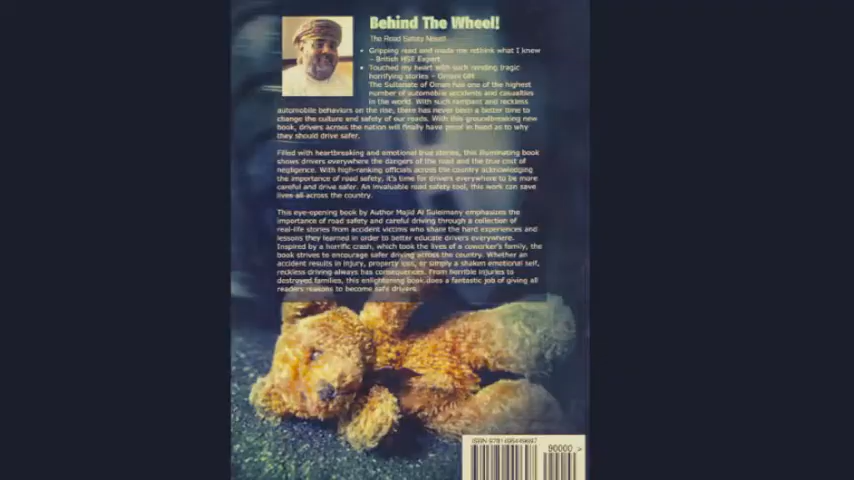 Behind The Wheel!
The Road Safety Novel!
• Gripping read and made me rethink what I knew
– British HSE Expert
• Touched my heart with such rending tragic
horrifying stories – Oman GM
The Sultanate of Oman has one of the highest
number of automobile accidents and casualties
in the world. With such rampant and reckless
automobile behaviors on the rise, there has never been a better time to
change the culture and safety of our roads. With this groundbreaking new
book, drivers across the nation will finally have proof in hand as to why
they should drive safer.
Filled with heartbreaking and emotional true stories, this illuminating book
shows drivers everywhere the dangers of the road and the true cost of
negligence. With high-ranking officials across the country acknowledging
the importance of road safety, it's time for drivers everywhere to be more
careful and drive safer. An invaluable road safety tool, this work can save
lives all across the country.
This eye-opening book by Author Majid Al Suleimany emphasizes the
importance of road safety and careful driving through a collection of
real-life stories from accident victims who share the hard experiences and
lessons they learned in order to better educate drivers everywhere.
Inspired by a horrific crash, which took the lives of a coworker's family, the
book strives to encourage safer driving across the country. Whether an
accident results in injury, property loss, or simply a shaken emotional self,
reckless driving always has consequences. From horrible injuries to
destroyed families, this enlightening book does a fantastic job of giving all
readers reasons to become safe drivers.
ISBN
90000 >